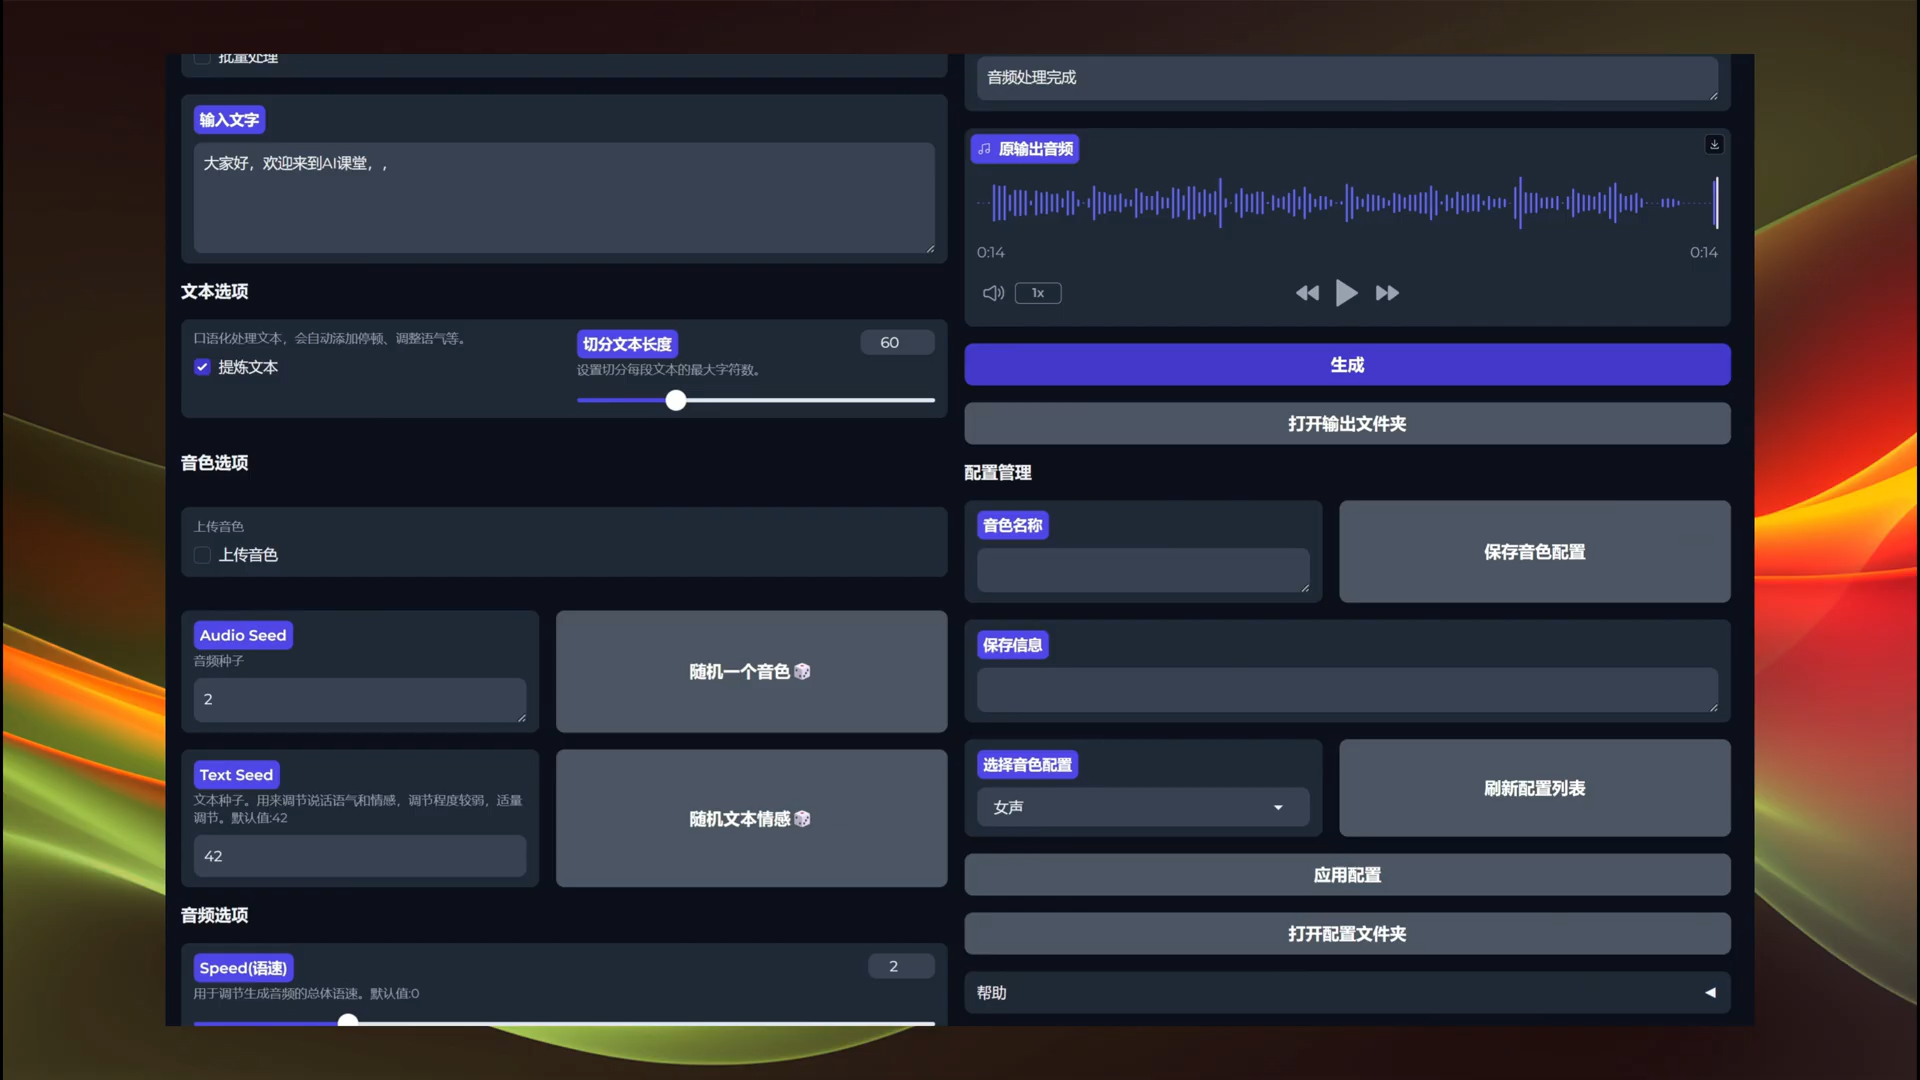 批量处理
输入文字
大家好，欢迎来到AI课堂，,
文本选项
口语化处理文本，会自动添加停顿、调整语气等。
提炼文本
切分文本长度
60
设置切分每段文本的最大字符数。
音色选项
上传音色
上传音色
Audio Seed
音频种子
2
随机一个音色🎲
Text Seed
文本种子。用来调节说话语气和情感，调节程度较弱，适量
调节。默认值:42
42
随机文本情感🎲
音频选项
Speed(语速)
2
用于调节生成音频的总体语速。默认值:0
音频处理完成
原输出音频
0:14
0:14
1x
生成
打开输出文件夹
配置管理
音色名称
保存音色配置
保存信息
选择音色配置
女声
刷新配置列表
应用配置
打开配置文件夹
帮助